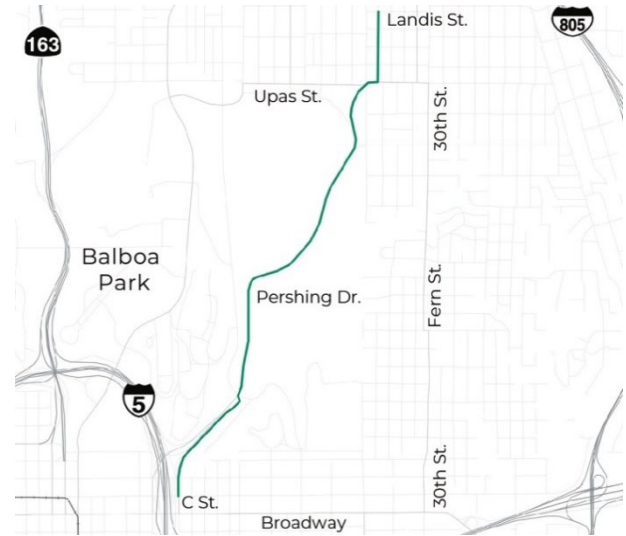 Landis St.
805
163
Upas St.
30th St.
Balboa
Park
Fern St.
Pershing Dr.
5
30th St.
C St.
Broadway